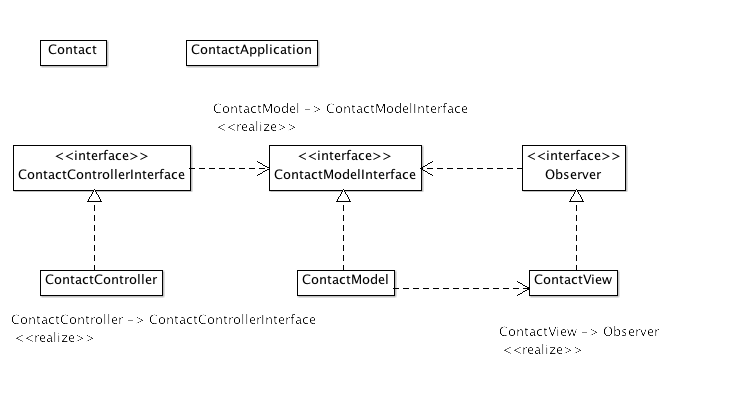 Contact
ContactApplication
ContactModel -> ContactModelInterface
<<realize>>
<<interface>>
ContactControllerInterface
<<interface>>
ContactModelInterface
<<interface>>
Observer
ContactController
ContactModel
ContactView
ContactController -> ContactControllerInterface
<<realize>>
ContactView -> Observer
<<realize>>